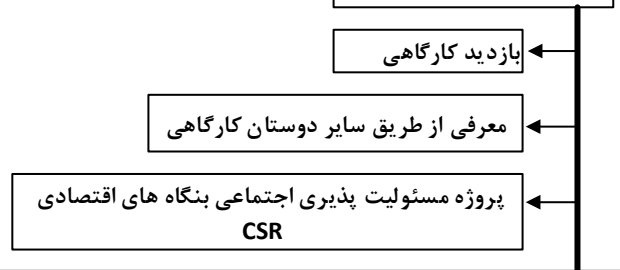 بازدید کارگاهی
معرفی از طریق سایر دوستان کارگاهی
پروژه مسئولیت پذیری اجتماعی بنگاه های اقتصادی
CSR